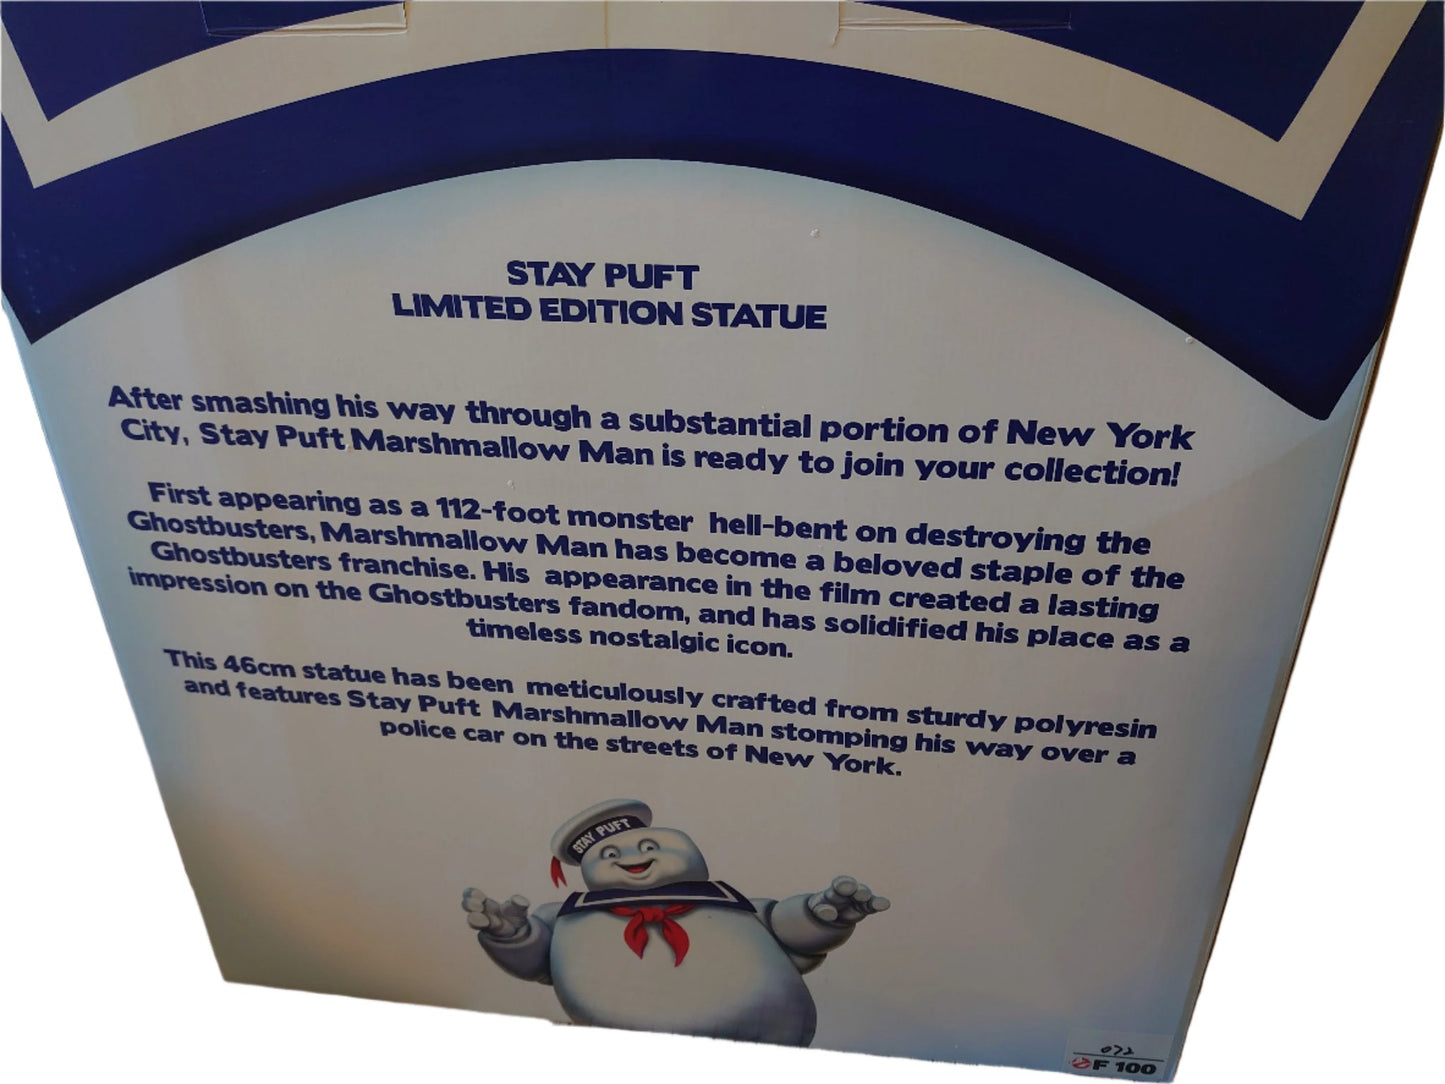 STAY PUFT
LIMITED EDITION STATUE
After smashing his way through a substantial portion of New York
City, Stay Puft Marshmallow Man is ready to join your collection!
First appearing as a 112-foot monster hell-bent on destroying the
Ghostbusters, Marshmallow Man has become a beloved staple of the
Ghostbusters franchise. His appearance in the film created a lasting
impression on the Ghostbusters fandom, and has solidified his place as a
timeless nostalgic icon.
This 46cm statue has been meticulously crafted from sturdy polyresin
and features Stay Puft Marshmallow Man stomping his way over a
police car on the streets of New York.
STAY PUFT
072
OF 100